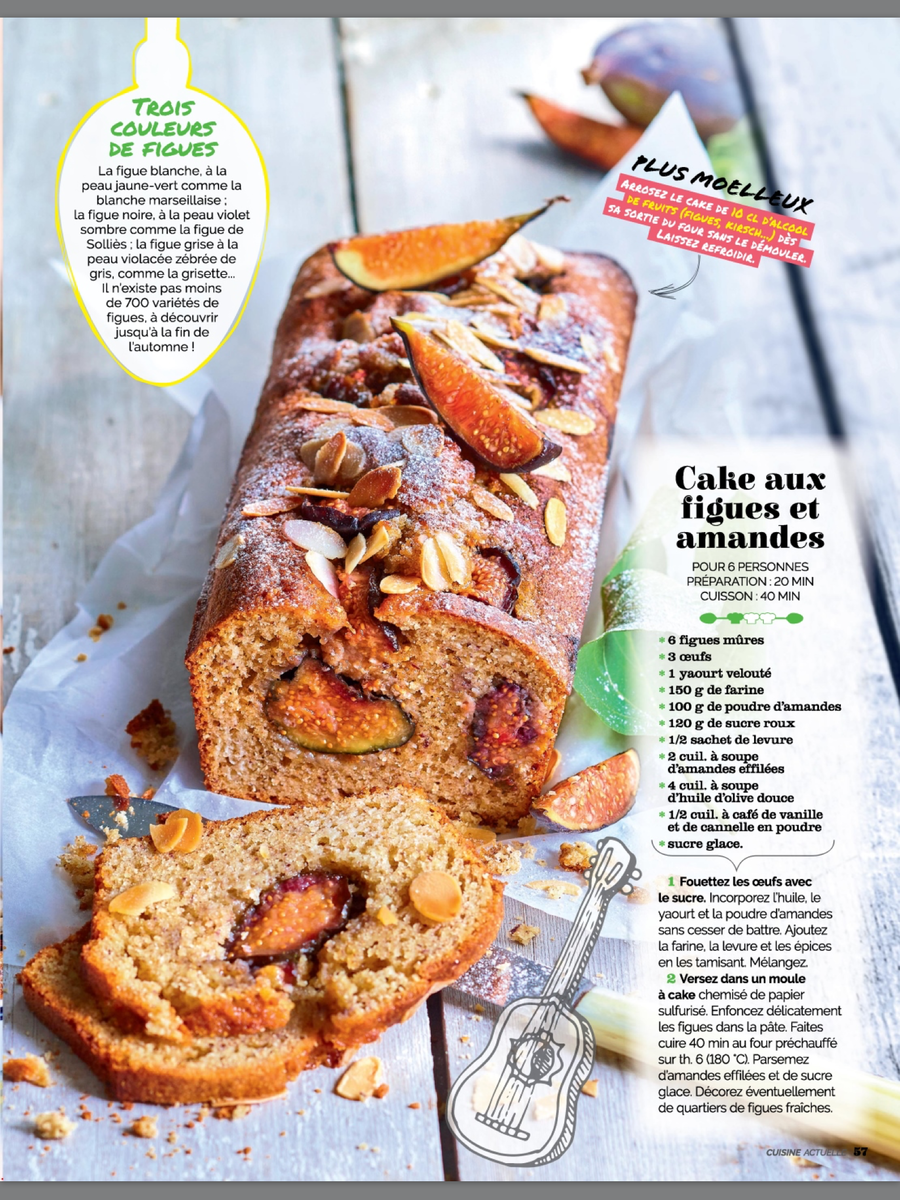 TROIS
COULEURS
DE FIGUES
La figue blanche, à la
peau jaune-vert comme la
blanche marseillaise ;
la figue noire, à la peau violet
sombre comme la figue de
Solliès ; la figue grise à la
peau violacée zébrée de
gris, comme la grisette...
Il n'existe pas moins
de 700 variétés de
figues, à découvrir
jusqu'à la fin de
l'automne !
PLUS MOELLEUX
ARROSEZ LE CAKE DE 10 CL D'ALCOOL
DE FRUITS (FIGUES, KIRSCH...) DÈS
SA SORTIE DU FOUR SANS LE DÉMOULER.
LAISSEZ REFROIDIR.
Cake aux
figues et
amandes
POUR 6 PERSONNES
PRÉPARATION : 20 MIN
CUISSON : 40 MIN
* 6 figues mûres
* 3 œufs
* 1 yaourt velouté
* 150 g de farine
* 100 g de poudre d'amandes
* 120 g de sucre roux
* 1/2 sachet de levure
* 2 cuil. à soupe
d'amandes effilées
* 4 cuil. à soupe
d'huile d'olive douce
* 1/2 cuil. à café de vanille
et de cannelle en poudre
* sucre glace.
1 Fouettez les œufs avec
le sucre. Incorporez l'huile, le
yaourt et la poudre d'amandes
sans cesser de battre. Ajoutez
la farine, la levure et les épices
en les tamisant. Mélangez.
2 Versez dans un moule
à cake chemisé de papier
sulfurisé. Enfoncez délicatement
les figues dans la pâte. Faites
cuire 40 min au four préchauffé
sur th. 6 (180 °C). Parsemez
d'amandes effilées et de sucre
glace. Décorez éventuellement
de quartiers de figues fraîches.
CUISINE ACTUELLE 57